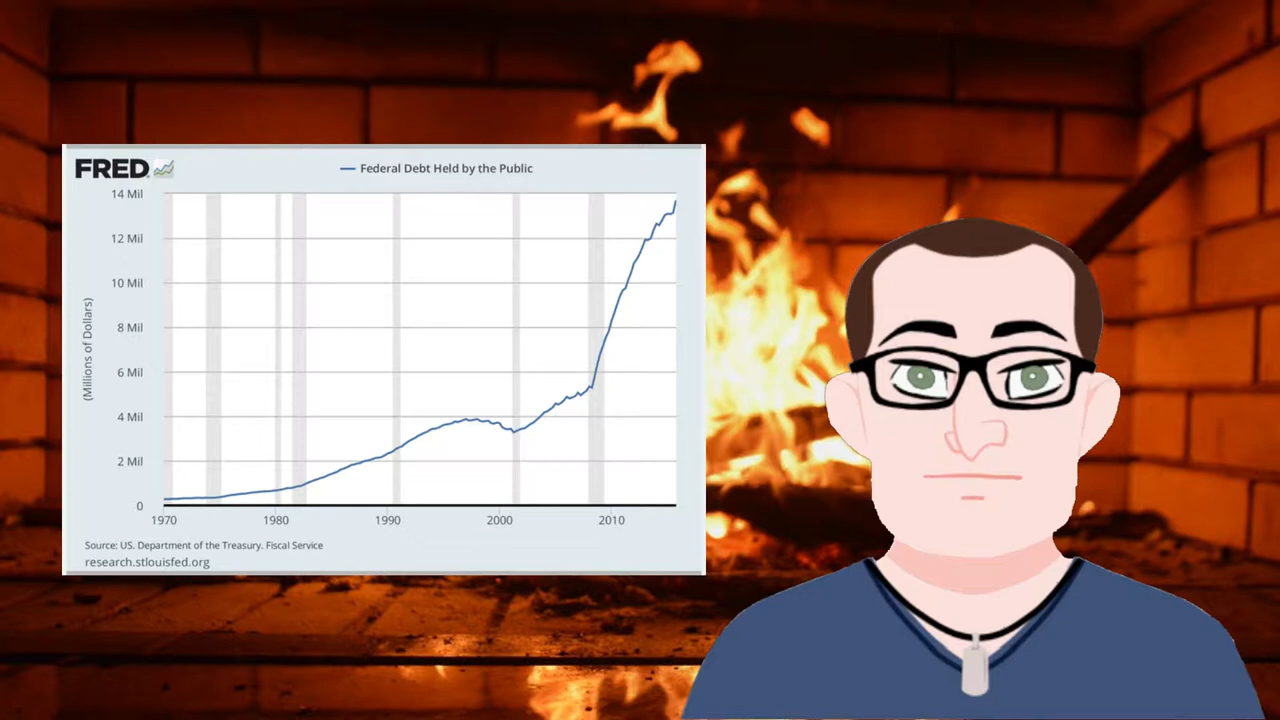 FRED
Federal Debt Held by the Public
14 Mil
12 Mil
10 Mil
8 Mil
6 Mil
4 Mil
2 Mil
0
(Millions of Dollars)
1970 1980 1990 2000 2010
Source: US. Department of the Treasury. Fiscal Service
research.stlouisfed.org